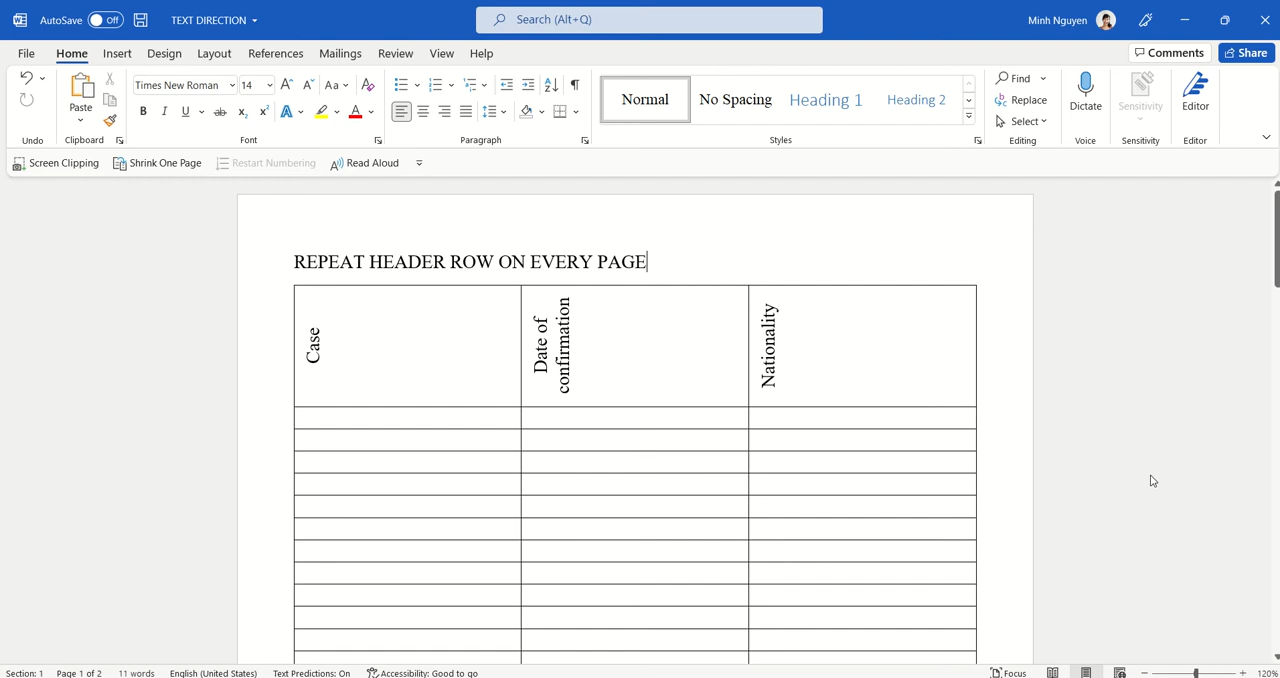 AutoSave Off TEXT DIRECTION Search (Alt+Q) Minh Nguyen
File Home Insert Design Layout References Mailings Review View Help Comments Share
Paste
Times New Roman 14
Aa
Normal
No Spacing
Heading 1
Heading 2
Find
Replace
Select
Dictate
Sensitivity
Editor
Undo Clipboard Font Paragraph Styles Editing Voice Sensitivity Editor
Screen Clipping Shrink One Page Restart Numbering Read Aloud
REPEAT HEADER ROW ON EVERY PAGE
Case
Date of
confirmation
Nationality
Section: 1 Page 1 of 2 11 words English (United States) Text Predictions: On Accessibility: Good to go Focus 120%